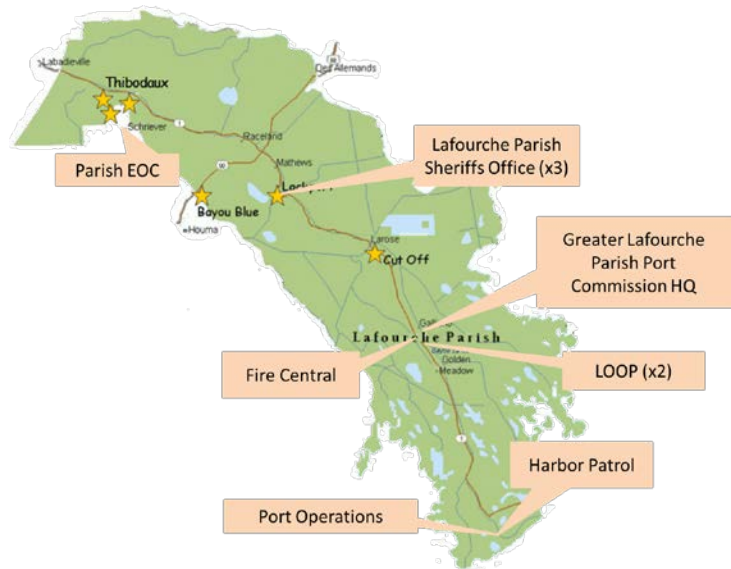 Labadieville
Des Allemands
Thibodaux
Schriever
1
Raceland
Parish EOC
Mathews
Lafourche Parish
Sheriffs Office (x3)
Bayou Blue
Houma
Larose
Cut Off
Greater Lafourche
Parish Port
Commission HQ
Lafourche Parish
Golden
Meadow
Fire Central
LOOP (x2)
1
Harbor Patrol
Port Operations